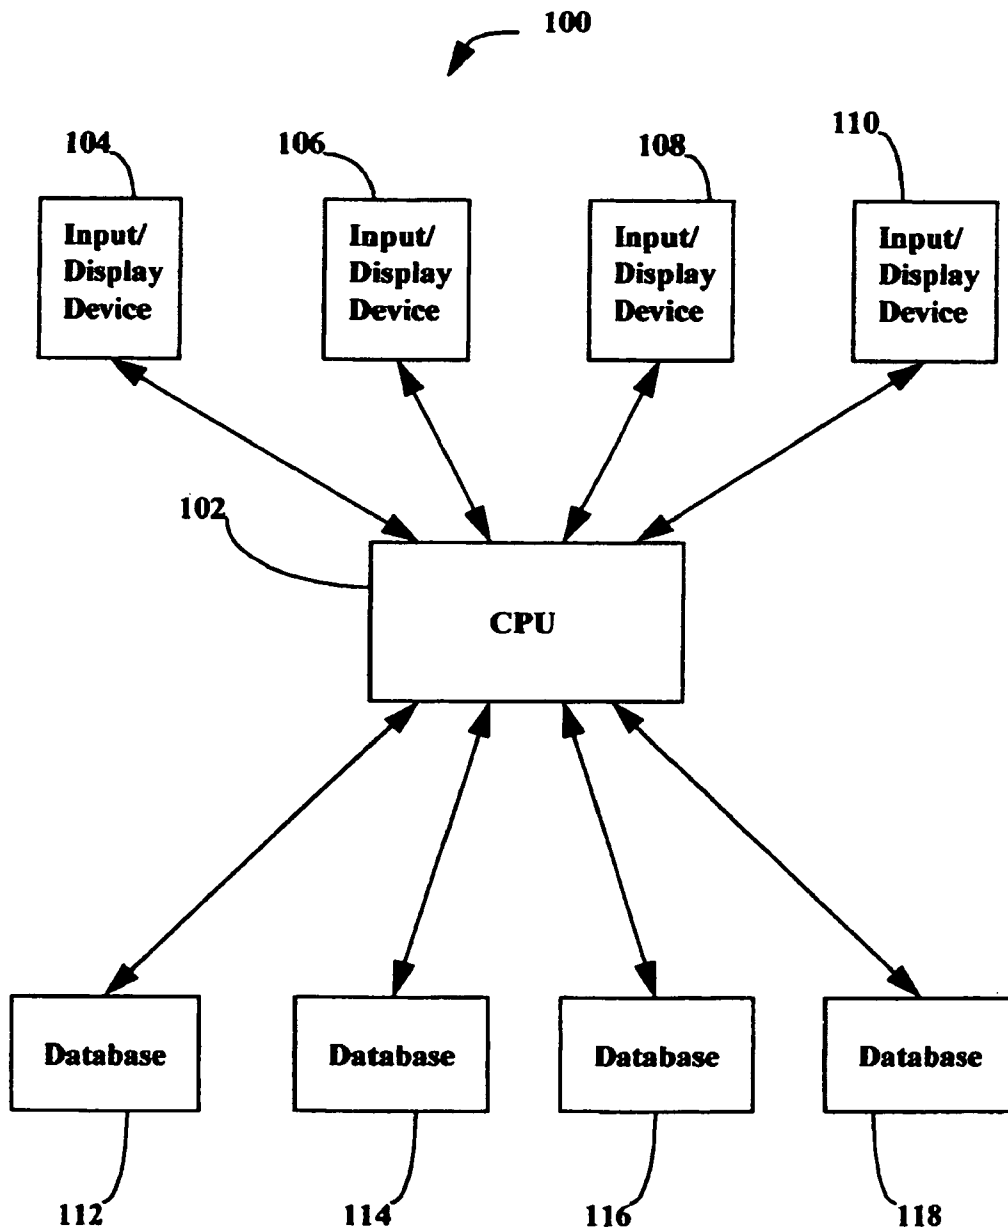 100
104
106
108
110
Input/
Display
Device
Input/
Display
Device
Input/
Display
Device
Input/
Display
Device
102
CPU
Database
Database
Database
Database
112
114
116
118